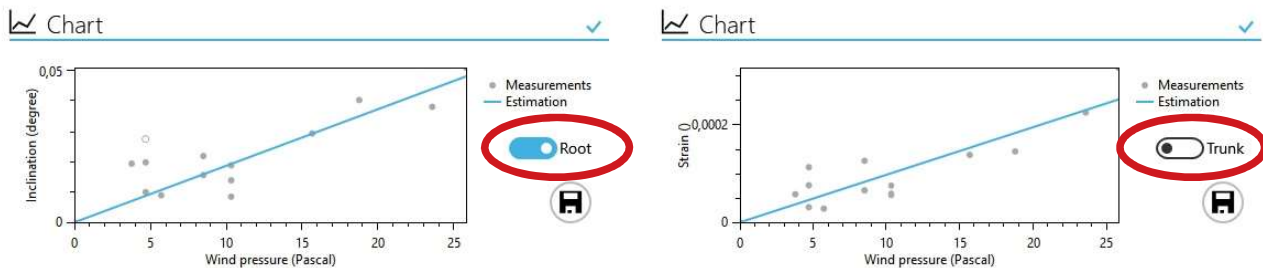 Chart
0,05
Inclination (degree)
0
0 5 10 15 20 25
Wind pressure (Pascal)
Measurements
Estimation
Root
Chart
0,0002
Strain ()
0
0 5 10 15 20 25
Wind pressure (Pascal)
Measurements
Estimation
Trunk